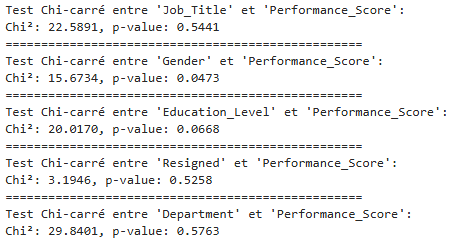 Test Chi-carré entre 'Job_Title' et 'Performance_Score':
Chi²: 22.5891, p-value: 0.5441
==================================================
Test Chi-carré entre 'Gender' et 'Performance_Score':
Chi²: 15.6734, p-value: 0.0473
==================================================
Test Chi-carré entre 'Education_Level' et 'Performance_Score':
Chi²: 20.0170, p-value: 0.0668
==================================================
Test Chi-carré entre 'Resigned' et 'Performance_Score':
Chi²: 3.1946, p-value: 0.5258
==================================================
Test Chi-carré entre 'Department' et 'Performance_Score':
Chi²: 29.8401, p-value: 0.5763